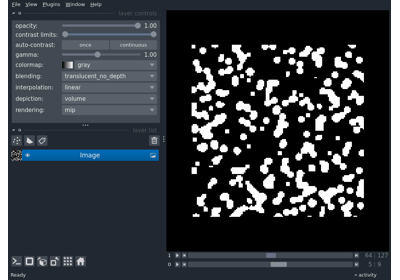 File View Plugins Window Help
layer controls
opacity: 1.00
contrast limits:
auto-contrast: once continuous
gamma: 1.00
colormap: gray
blending: translucent_no_depth
interpolation: linear
depiction: volume
rendering: mip
layer list
Image
1 64 127
0 5 9
Ready activity